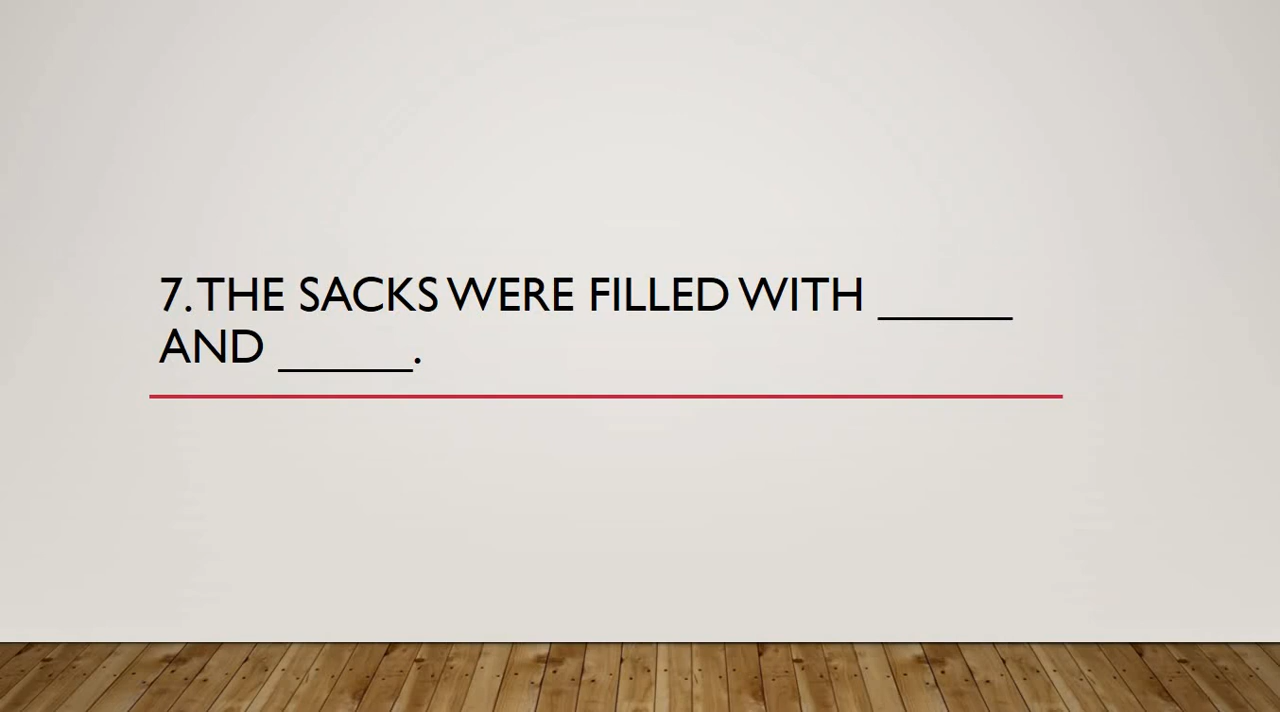 7. THE SACKS WERE FILLED WITH ______
AND ______.